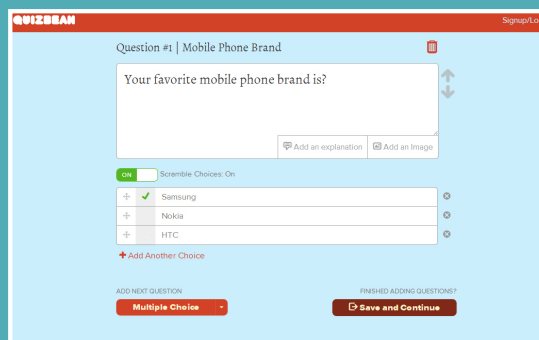 QUIZBEAN
Signup/Lo
Question #1 | Mobile Phone Brand
Your favorite mobile phone brand is?
Add an explanation
Add an Image
ON
Scramble Choices: On
Samsung
Nokia
HTC
Add Another Choice
ADD NEXT QUESTION
FINISHED ADDING QUESTIONS?
Multiple Choice
Save and Continue